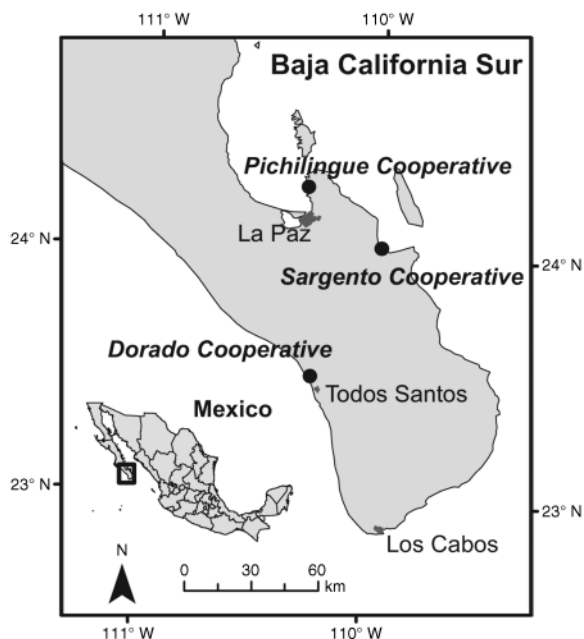 111° W 110° W
Baja California Sur
Pichilingue Cooperative
La Paz
24° N
24° N
Sargento Cooperative
Dorado Cooperative
Todos Santos
Mexico
23° N
23° N
Los Cabos
N
0 30 60
km
111° W 110° W